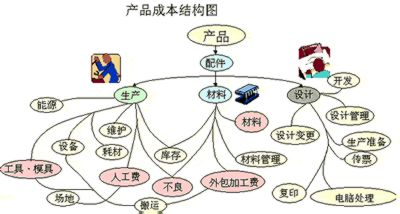 产品成本结构图
产品
配件
生产
材料
设计
开发
能源
设计管理
维护
材料
设计变更
生产准备
设备
耗材
库存
材料管理
传票
工具·模具
人工费
不良
外包加工费
场地
搬运
复印
电脑处理